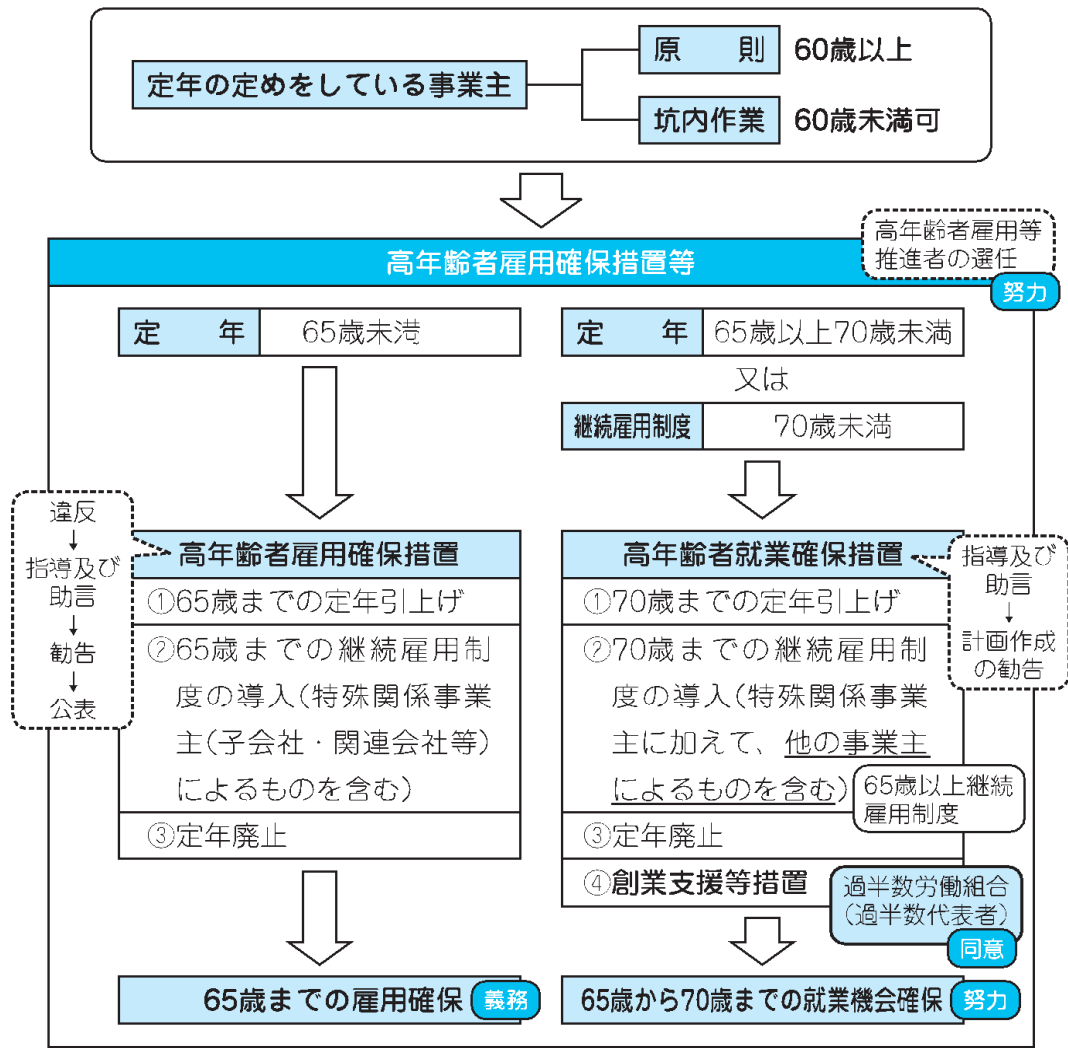 定年の定めをしている事業主
原　則 60歳以上
坑内作業 60歳未満可
高年齢者雇用確保措置等
高年齢者雇用等
推進者の選任
努力
定　年 65歳未満
定　年 65歳以上70歳未満
又は
継続雇用制度 70歳未満
違反
↓
指導及び
助言
↓
勧告
↓
公表
高年齢者雇用確保措置
①65歳までの定年引上げ
②65歳までの継続雇用制
度の導入(特殊関係事業
主(子会社・関連会社等)
によるものを含む)
③定年廃止
65歳までの雇用確保 義務
高年齢者就業確保措置
①70歳までの定年引上げ
②70歳までの継続雇用制
度の導入(特殊関係事業
主に加えて、他の事業主
によるものを含む)
③定年廃止
④創業支援等措置
指導及び
助言
↓
計画作成
の勧告
65歳以上継続
雇用制度
過半数労働組合
(過半数代表者)
同意
65歳から70歳までの就業機会確保 努力